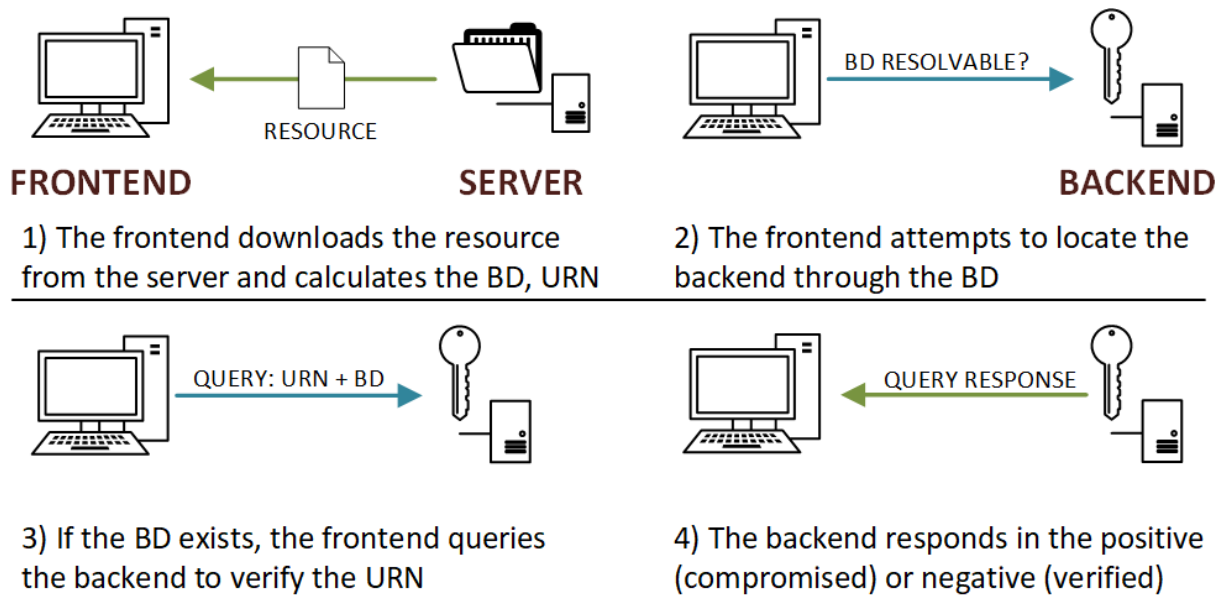 RESOURCE
FRONTEND
SERVER
1) The frontend downloads the resource
from the server and calculates the BD, URN
BD RESOLVABLE?
BACKEND
2) The frontend attempts to locate the
backend through the BD
QUERY: URN + BD
3) If the BD exists, the frontend queries
the backend to verify the URN
QUERY RESPONSE
4) The backend responds in the positive
(compromised) or negative (verified)